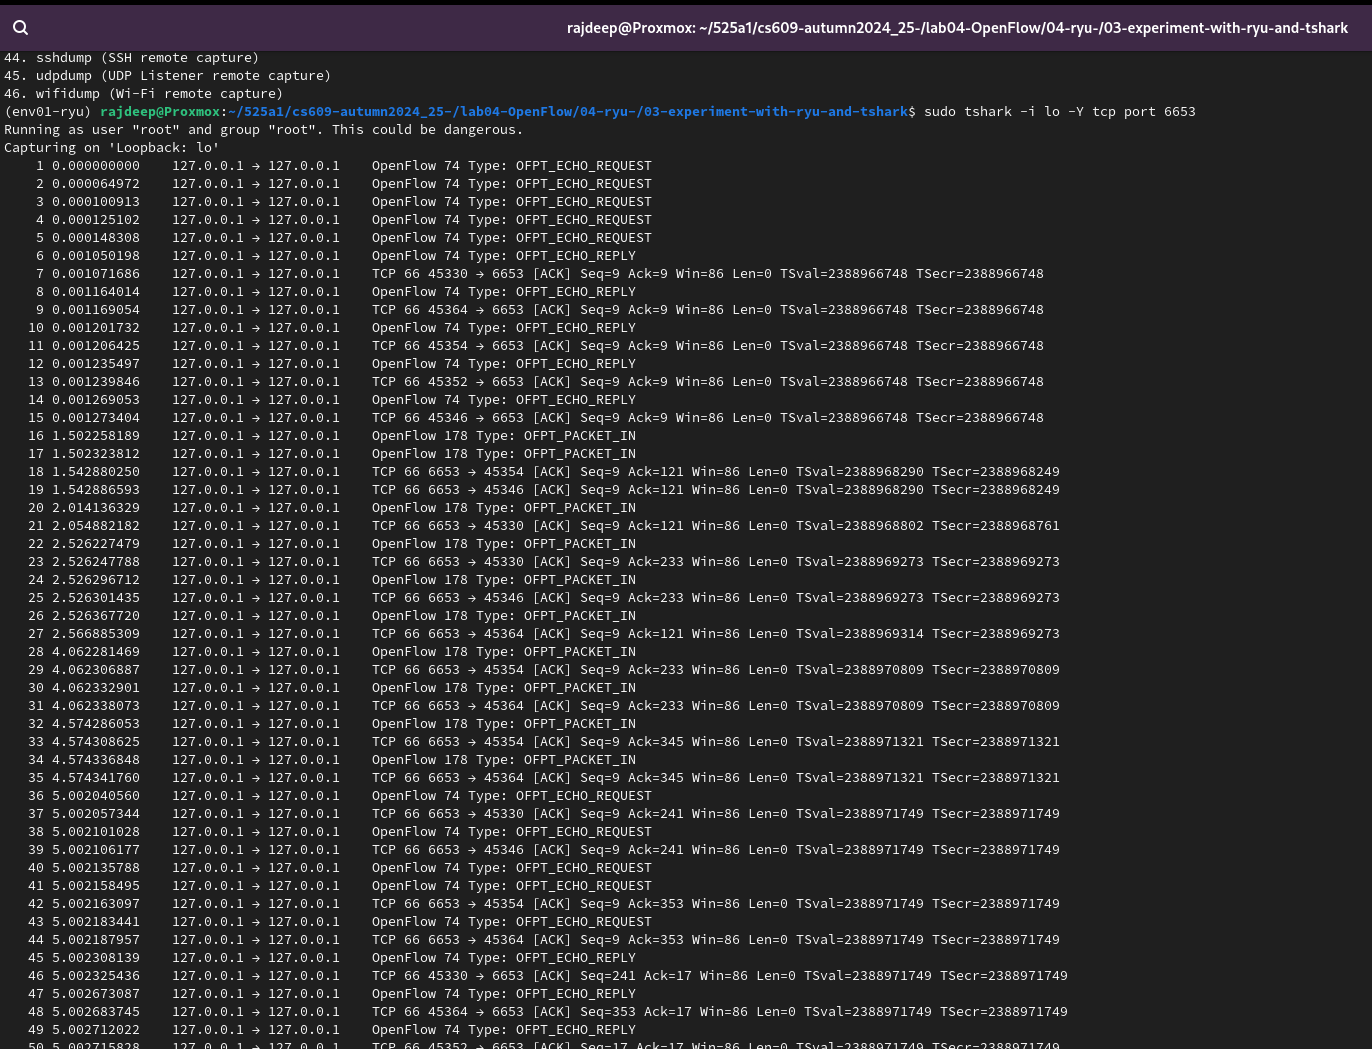 rajdeep@Proxmox: ~/525a1/cs609-autumn2024_25-/lab04-OpenFlow/04-ryu-/03-experiment-with-ryu-and-tshark
44. sshdump (SSH remote capture)
45. udpdump (UDP Listener remote capture)
46. wifidump (Wi-Fi remote capture)
(env01-ryu) rajdeep@Proxmox:~/525a1/cs609-autumn2024_25-/lab04-OpenFlow/04-ryu-/03-experiment-with-ryu-and-tshark$ sudo tshark -i lo -Y tcp port 6653
Running as user "root" and group "root". This could be dangerous.
Capturing on 'Loopback: lo'
1 0.000000000 127.0.0.1 → 127.0.0.1 OpenFlow 74 Type: OFPT_ECHO_REQUEST
2 0.000064972 127.0.0.1 → 127.0.0.1 OpenFlow 74 Type: OFPT_ECHO_REQUEST
3 0.000100913 127.0.0.1 → 127.0.0.1 OpenFlow 74 Type: OFPT_ECHO_REQUEST
4 0.000125102 127.0.0.1 → 127.0.0.1 OpenFlow 74 Type: OFPT_ECHO_REQUEST
5 0.000148308 127.0.0.1 → 127.0.0.1 OpenFlow 74 Type: OFPT_ECHO_REQUEST
6 0.001050198 127.0.0.1 → 127.0.0.1 OpenFlow 74 Type: OFPT_ECHO_REPLY
7 0.001071686 127.0.0.1 → 127.0.0.1 TCP 66 45330 → 6653 [ACK] Seq=9 Ack=9 Win=86 Len=0 TSval=2388966748 TSecr=2388966748
8 0.001164014 127.0.0.1 → 127.0.0.1 OpenFlow 74 Type: OFPT_ECHO_REPLY
9 0.001169054 127.0.0.1 → 127.0.0.1 TCP 66 45364 → 6653 [ACK] Seq=9 Ack=9 Win=86 Len=0 TSval=2388966748 TSecr=2388966748
10 0.001201732 127.0.0.1 → 127.0.0.1 OpenFlow 74 Type: OFPT_ECHO_REPLY
11 0.001206425 127.0.0.1 → 127.0.0.1 TCP 66 45354 → 6653 [ACK] Seq=9 Ack=9 Win=86 Len=0 TSval=2388966748 TSecr=2388966748
12 0.001235497 127.0.0.1 → 127.0.0.1 OpenFlow 74 Type: OFPT_ECHO_REPLY
13 0.001239846 127.0.0.1 → 127.0.0.1 TCP 66 45352 → 6653 [ACK] Seq=9 Ack=9 Win=86 Len=0 TSval=2388966748 TSecr=2388966748
14 0.001269053 127.0.0.1 → 127.0.0.1 OpenFlow 74 Type: OFPT_ECHO_REPLY
15 0.001273404 127.0.0.1 → 127.0.0.1 TCP 66 45346 → 6653 [ACK] Seq=9 Ack=9 Win=86 Len=0 TSval=2388966748 TSecr=2388966748
16 1.502258189 127.0.0.1 → 127.0.0.1 OpenFlow 178 Type: OFPT_PACKET_IN
17 1.502323812 127.0.0.1 → 127.0.0.1 OpenFlow 178 Type: OFPT_PACKET_IN
18 1.542880250 127.0.0.1 → 127.0.0.1 TCP 66 6653 → 45354 [ACK] Seq=9 Ack=121 Win=86 Len=0 TSval=2388968290 TSecr=2388968249
19 1.542886593 127.0.0.1 → 127.0.0.1 TCP 66 6653 → 45346 [ACK] Seq=9 Ack=121 Win=86 Len=0 TSval=2388968290 TSecr=2388968249
20 2.014136329 127.0.0.1 → 127.0.0.1 OpenFlow 178 Type: OFPT_PACKET_IN
21 2.054882182 127.0.0.1 → 127.0.0.1 TCP 66 6653 → 45330 [ACK] Seq=9 Ack=121 Win=86 Len=0 TSval=2388968802 TSecr=2388968761
22 2.526227479 127.0.0.1 → 127.0.0.1 OpenFlow 178 Type: OFPT_PACKET_IN
23 2.526247788 127.0.0.1 → 127.0.0.1 TCP 66 6653 → 45330 [ACK] Seq=9 Ack=233 Win=86 Len=0 TSval=2388969273 TSecr=2388969273
24 2.526296712 127.0.0.1 → 127.0.0.1 OpenFlow 178 Type: OFPT_PACKET_IN
25 2.526301435 127.0.0.1 → 127.0.0.1 TCP 66 6653 → 45346 [ACK] Seq=9 Ack=233 Win=86 Len=0 TSval=2388969273 TSecr=2388969273
26 2.526367720 127.0.0.1 → 127.0.0.1 OpenFlow 178 Type: OFPT_PACKET_IN
27 2.566885309 127.0.0.1 → 127.0.0.1 TCP 66 6653 → 45364 [ACK] Seq=9 Ack=121 Win=86 Len=0 TSval=2388969314 TSecr=2388969273
28 4.062281469 127.0.0.1 → 127.0.0.1 OpenFlow 178 Type: OFPT_PACKET_IN
29 4.062306887 127.0.0.1 → 127.0.0.1 TCP 66 6653 → 45354 [ACK] Seq=9 Ack=233 Win=86 Len=0 TSval=2388970809 TSecr=2388970809
30 4.062332901 127.0.0.1 → 127.0.0.1 OpenFlow 178 Type: OFPT_PACKET_IN
31 4.062338073 127.0.0.1 → 127.0.0.1 TCP 66 6653 → 45364 [ACK] Seq=9 Ack=233 Win=86 Len=0 TSval=2388970809 TSecr=2388970809
32 4.574286053 127.0.0.1 → 127.0.0.1 OpenFlow 178 Type: OFPT_PACKET_IN
33 4.574308625 127.0.0.1 → 127.0.0.1 TCP 66 6653 → 45354 [ACK] Seq=9 Ack=345 Win=86 Len=0 TSval=2388971321 TSecr=2388971321
34 4.574336848 127.0.0.1 → 127.0.0.1 OpenFlow 178 Type: OFPT_PACKET_IN
35 4.574341760 127.0.0.1 → 127.0.0.1 TCP 66 6653 → 45364 [ACK] Seq=9 Ack=345 Win=86 Len=0 TSval=2388971321 TSecr=2388971321
36 5.002040560 127.0.0.1 → 127.0.0.1 OpenFlow 74 Type: OFPT_ECHO_REQUEST
37 5.002057344 127.0.0.1 → 127.0.0.1 TCP 66 6653 → 45330 [ACK] Seq=9 Ack=241 Win=86 Len=0 TSval=2388971749 TSecr=2388971749
38 5.002101028 127.0.0.1 → 127.0.0.1 OpenFlow 74 Type: OFPT_ECHO_REQUEST
39 5.002106177 127.0.0.1 → 127.0.0.1 TCP 66 6653 → 45346 [ACK] Seq=9 Ack=241 Win=86 Len=0 TSval=2388971749 TSecr=2388971749
40 5.002135788 127.0.0.1 → 127.0.0.1 OpenFlow 74 Type: OFPT_ECHO_REQUEST
41 5.002158495 127.0.0.1 → 127.0.0.1 OpenFlow 74 Type: OFPT_ECHO_REQUEST
42 5.002163097 127.0.0.1 → 127.0.0.1 TCP 66 6653 → 45354 [ACK] Seq=9 Ack=353 Win=86 Len=0 TSval=2388971749 TSecr=2388971749
43 5.002183441 127.0.0.1 → 127.0.0.1 OpenFlow 74 Type: OFPT_ECHO_REQUEST
44 5.002187957 127.0.0.1 → 127.0.0.1 TCP 66 6653 → 45364 [ACK] Seq=9 Ack=353 Win=86 Len=0 TSval=2388971749 TSecr=2388971749
45 5.002308139 127.0.0.1 → 127.0.0.1 OpenFlow 74 Type: OFPT_ECHO_REPLY
46 5.002325436 127.0.0.1 → 127.0.0.1 TCP 66 45330 → 6653 [ACK] Seq=241 Ack=17 Win=86 Len=0 TSval=2388971749 TSecr=2388971749
47 5.002673087 127.0.0.1 → 127.0.0.1 OpenFlow 74 Type: OFPT_ECHO_REPLY
48 5.002683745 127.0.0.1 → 127.0.0.1 TCP 66 45364 → 6653 [ACK] Seq=353 Ack=17 Win=86 Len=0 TSval=2388971749 TSecr=2388971749
49 5.002712022 127.0.0.1 → 127.0.0.1 OpenFlow 74 Type: OFPT_ECHO_REPLY
50 5.002715828 127.0.0.1 → 127.0.0.1 TCP 66 45352 → 6653 [ACK] Seq=17 Ack=17 Win=86 Len=0 TSval=2388971749 TSecr=2388971749